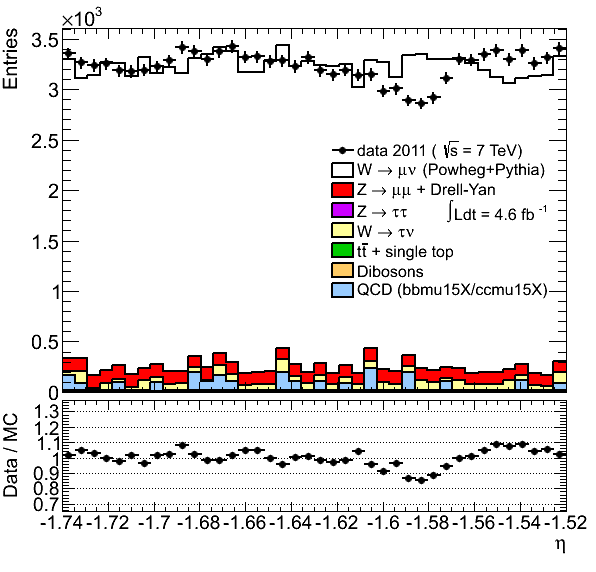 ×10³
Entries
3.5
3
2.5
2
1.5
1
0.5
0
data 2011 ( √s = 7 TeV)
W → μν (Powheg+Pythia)
Z → μμ + Drell-Yan
Z → ττ
∫Ldt = 4.6 fb⁻¹
W → τν
tt̄ + single top
Dibosons
QCD (bbmu15X/ccmu15X)
Data / MC
1.3
1.2
1.1
1
0.9
0.8
0.7
-1.74 -1.72 -1.7 -1.68 -1.66 -1.64 -1.62 -1.6 -1.58 -1.56 -1.54 -1.52
η